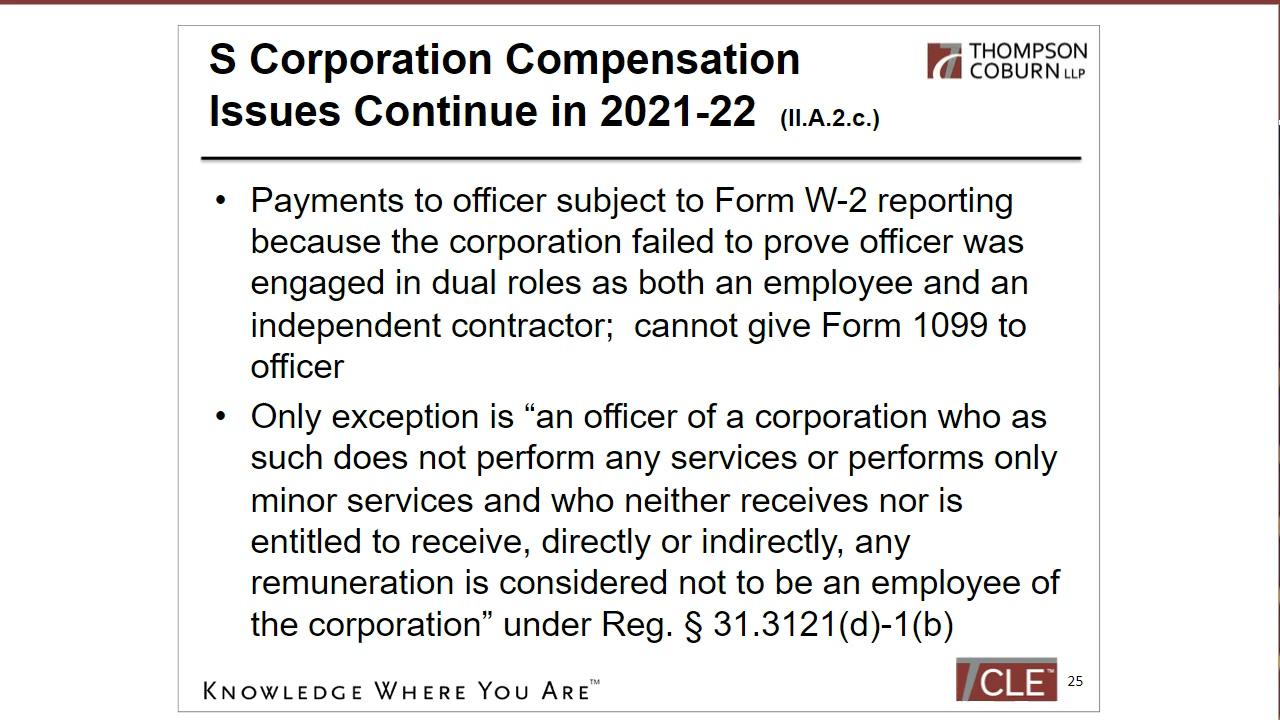 S Corporation Compensation
Issues Continue in 2021-22 (II.A.2.c.)
THOMPSON
COBURN LLP
• Payments to officer subject to Form W-2 reporting
because the corporation failed to prove officer was
engaged in dual roles as both an employee and an
independent contractor; cannot give Form 1099 to
officer
• Only exception is “an officer of a corporation who as
such does not perform any services or performs only
minor services and who neither receives nor is
entitled to receive, directly or indirectly, any
remuneration is considered not to be an employee of
the corporation” under Reg. § 31.3121(d)-1(b)
KNOWLEDGE WHERE YOU ARE™
CLE™
25